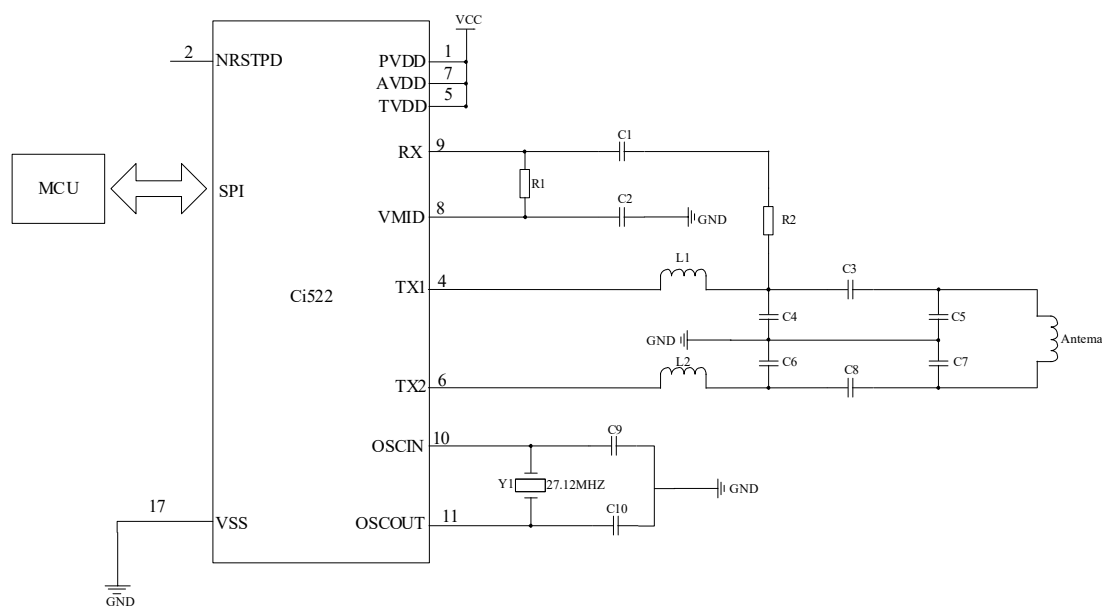 VCC
2
NRSTPD
PVDD
1
AVDD
7
TVDD
5
RX
9
C1
MCU
SPI
R1
VMID
8
C2
GND
R2
Ci522
TX1
4
L1
C3
C4
C5
GND
Antema
TX2
6
L2
C6
C7
C8
OSCIN
10
C9
Y1
27.12MHZ
GND
17
VSS
OSCOUT
11
C10
GND